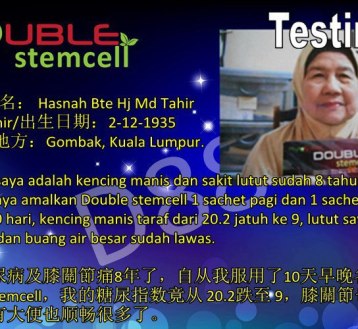 DOUBLE
stemcell
Testim
名： Hasnah Bte Hj Md Tahir
hir/出生日期：2-12-1935
地方：Gombak, Kuala Lumpur.
DOUBLE
saya adalah kencing manis dan sakit lutut sudah 8 tahu
ya amalkan Double stemcell 1 sachet pagi dan 1 sache
0 hari, kencing manis taraf dari 20.2 jatuh ke 9, lutut sa
dan buang air besar sudah lawas.
尿病及膝關節痛8年了，自从我服用了10天早晚
temcell，我的糖尿指数竟从 20.2跌至 9，膝關節
有大便也顺畅很多了。